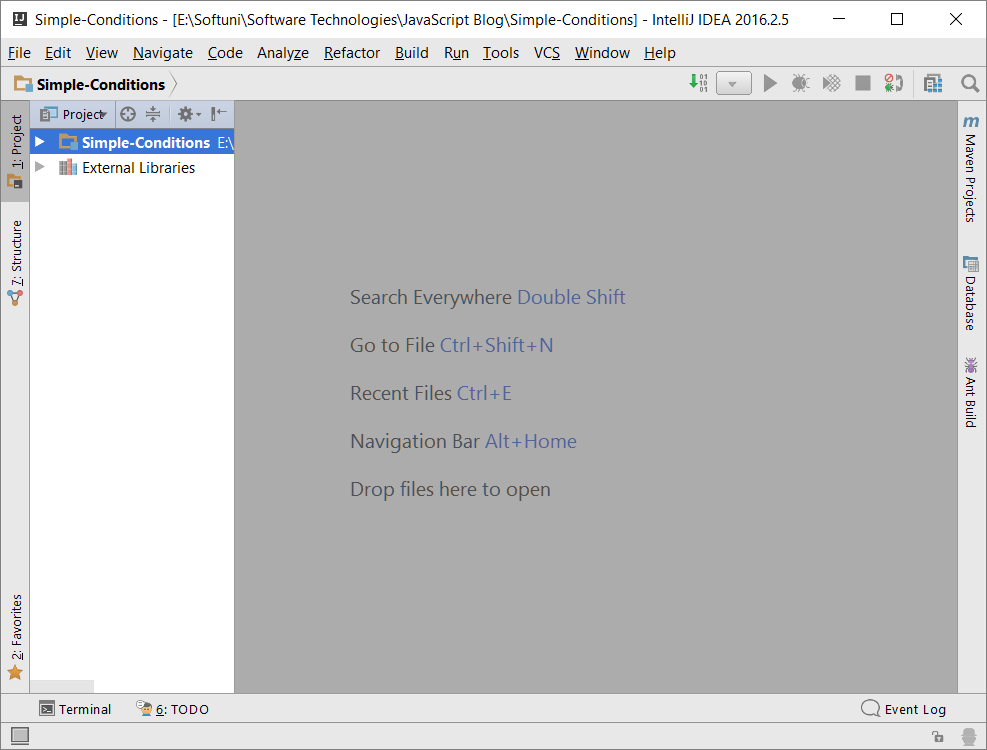 Simple-Conditions - [E:\Softuni\Software Technologies\JavaScript Blog\Simple-Conditions] - IntelliJ IDEA 2016.2.5
File Edit View Navigate Code Analyze Refactor Build Run Tools VCS Window Help
Simple-Conditions
Project
Simple-Conditions E:\
External Libraries
1: Project
7: Structure
2: Favorites
Search Everywhere Double Shift
Go to File Ctrl+Shift+N
Recent Files Ctrl+E
Navigation Bar Alt+Home
Drop files here to open
Maven Projects
Database
Ant Build
Terminal 6: TODO Event Log